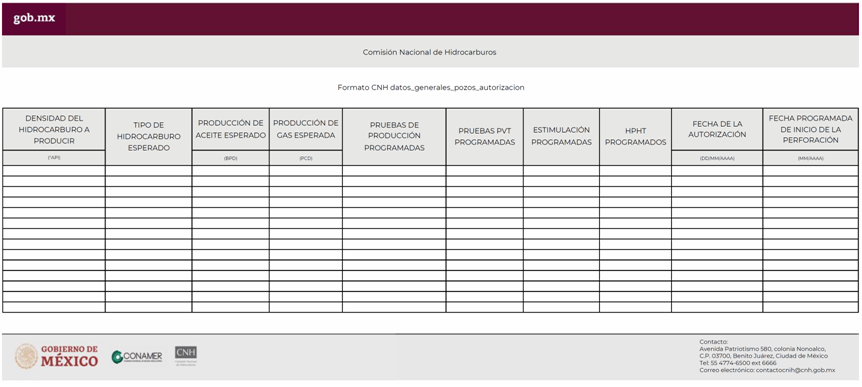 gob.mx
Comisión Nacional de Hidrocarburos
Formato CNH datos_generales_pozos_autorizacion
DENSIDAD DEL
HIDROCARBURO A
PRODUCIR
(°API)
TIPO DE
HIDROCARBURO
ESPERADO
PRODUCCIÓN DE
ACEITE ESPERADO
(BPD)
PRODUCCIÓN DE
GAS ESPERADA
(PCD)
PRUEBAS DE
PRODUCCIÓN
PROGRAMADAS
PRUEBAS PVT
PROGRAMADAS
ESTIMULACIÓN
PROGRAMADAS
HPHT
PROGRAMADOS
FECHA DE LA
AUTORIZACIÓN
(DD/MM/AAAA)
FECHA PROGRAMADA
DE INICIO DE LA
PERFORACIÓN
(MM/AAAA)
GOBIERNO DE
MÉXICO
CONAMER
CNH
Contacto:
Avenida Patriotismo 580, colonia Nonoalco,
C.P. 03700, Benito Juárez, Ciudad de México
Tel: 55 4774-6500 ext 6666
Correo electrónico: contactocnih@cnh.gob.mx